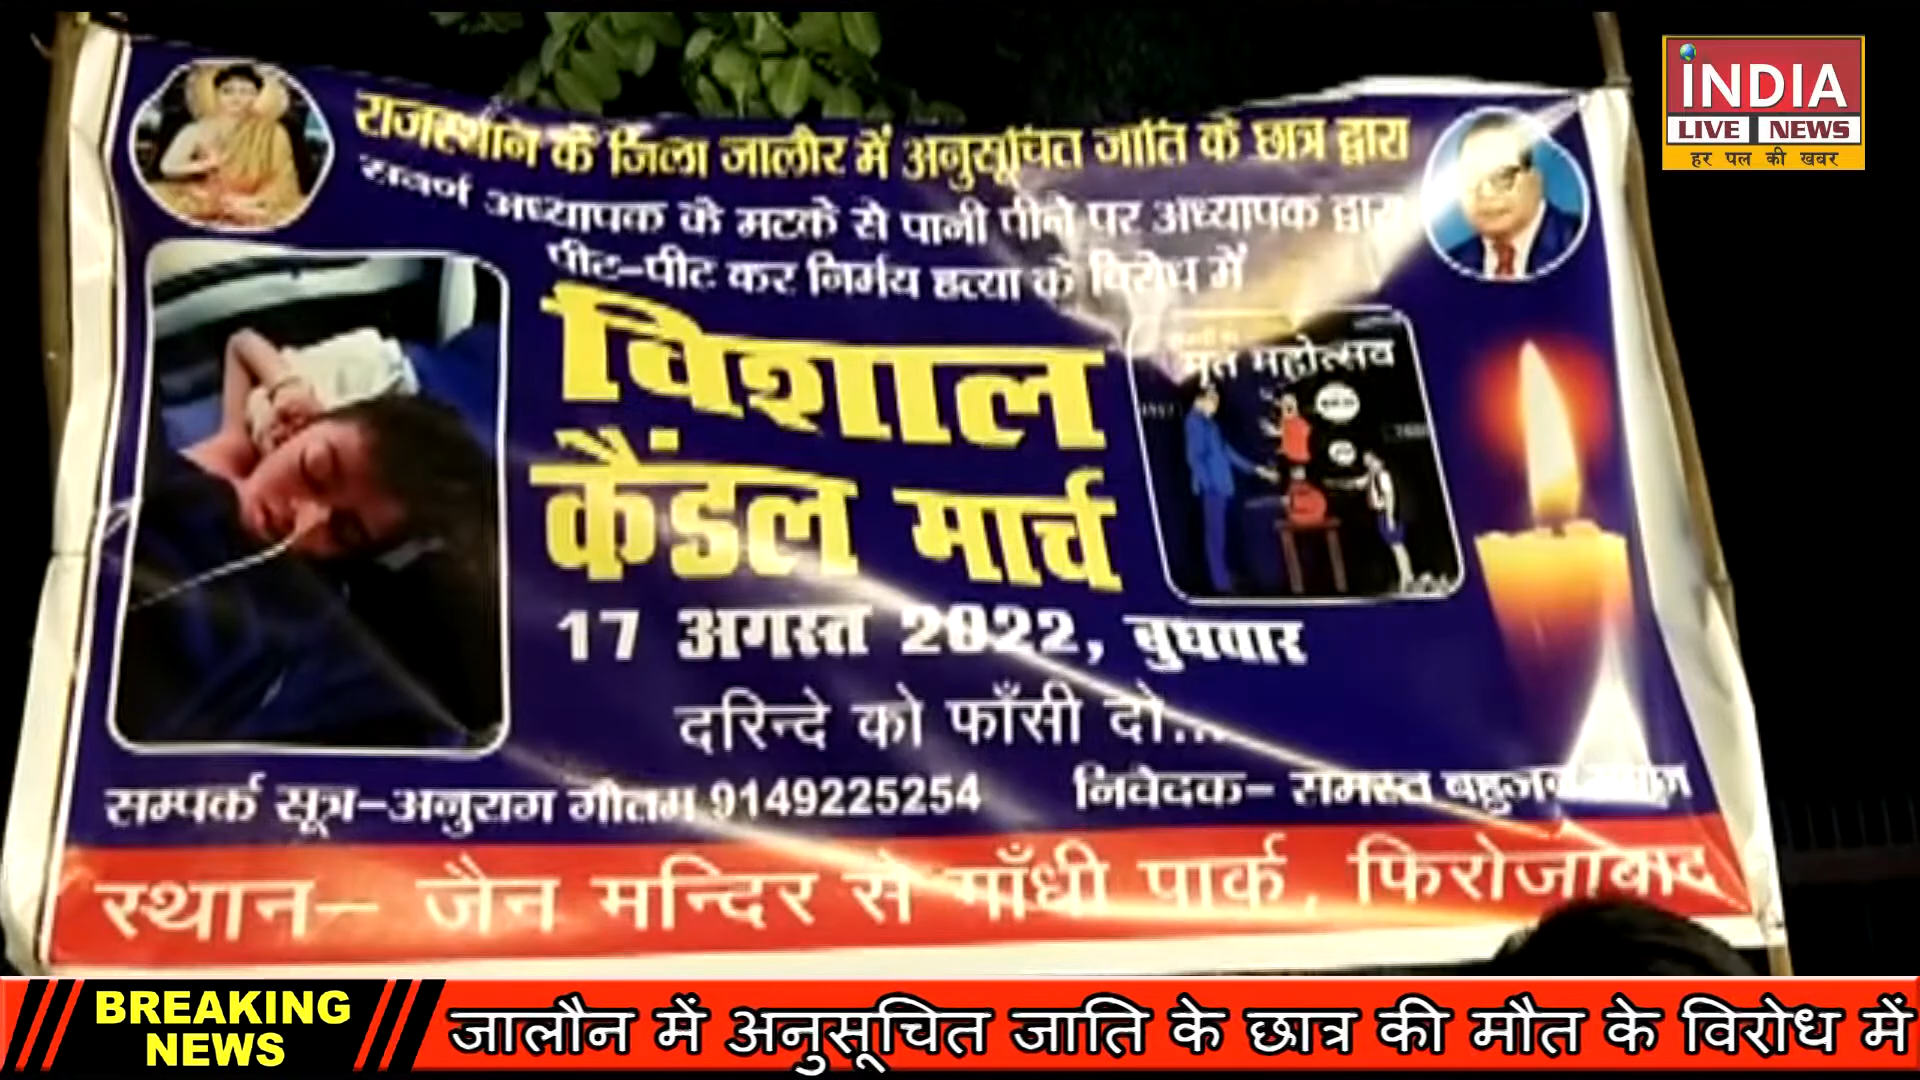 राजस्थान के जिला जालौर में अनुसूचित जाति के छात्र द्वारा
सवर्ण अध्यापक के मटके से पानी पीने पर अध्यापक द्वारा
पीट-पीट कर निर्मय हत्या के विरोध में
विशाल
कैंडल मार्च
मृत महोत्सव
17 अगस्त 2022, बुधवार
दरिन्दे को फाँसी दो...
सम्पर्क सूत्र-अनुराग गौतम 9149225254
निवेदक- समस्त बहुजन समाज
स्थान- जैन मन्दिर से गाँधी पार्क, फिरोजाबाद
INDIA
LIVE NEWS
हर पल की खबर
BREAKING
NEWS
जालौन में अनुसूचित जाति के छात्र की मौत के विरोध में